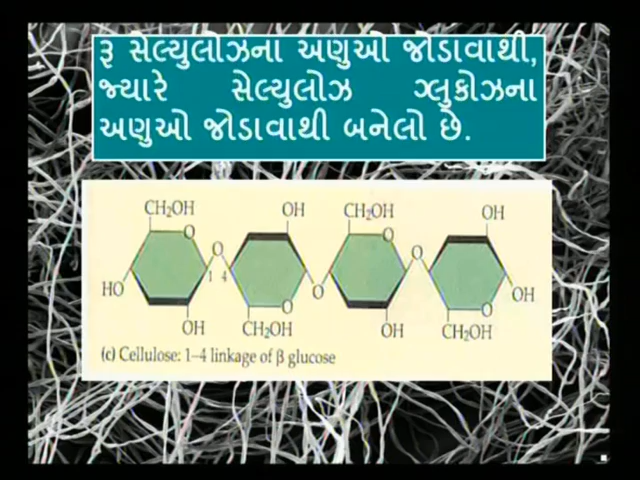 રૂ સેલ્યુલોઝના અણુઓ જોડાવાથી,
જ્યારે સેલ્યુલોઝ ગ્લુકોઝના
અણુઓ જોડાવાથી બનેલો છે.
CH₂OH OH CH₂OH OH
O O O O
1 4
HO O O OH
OH CH₂OH OH CH₂OH
(c) Cellulose: 1–4 linkage of β glucose